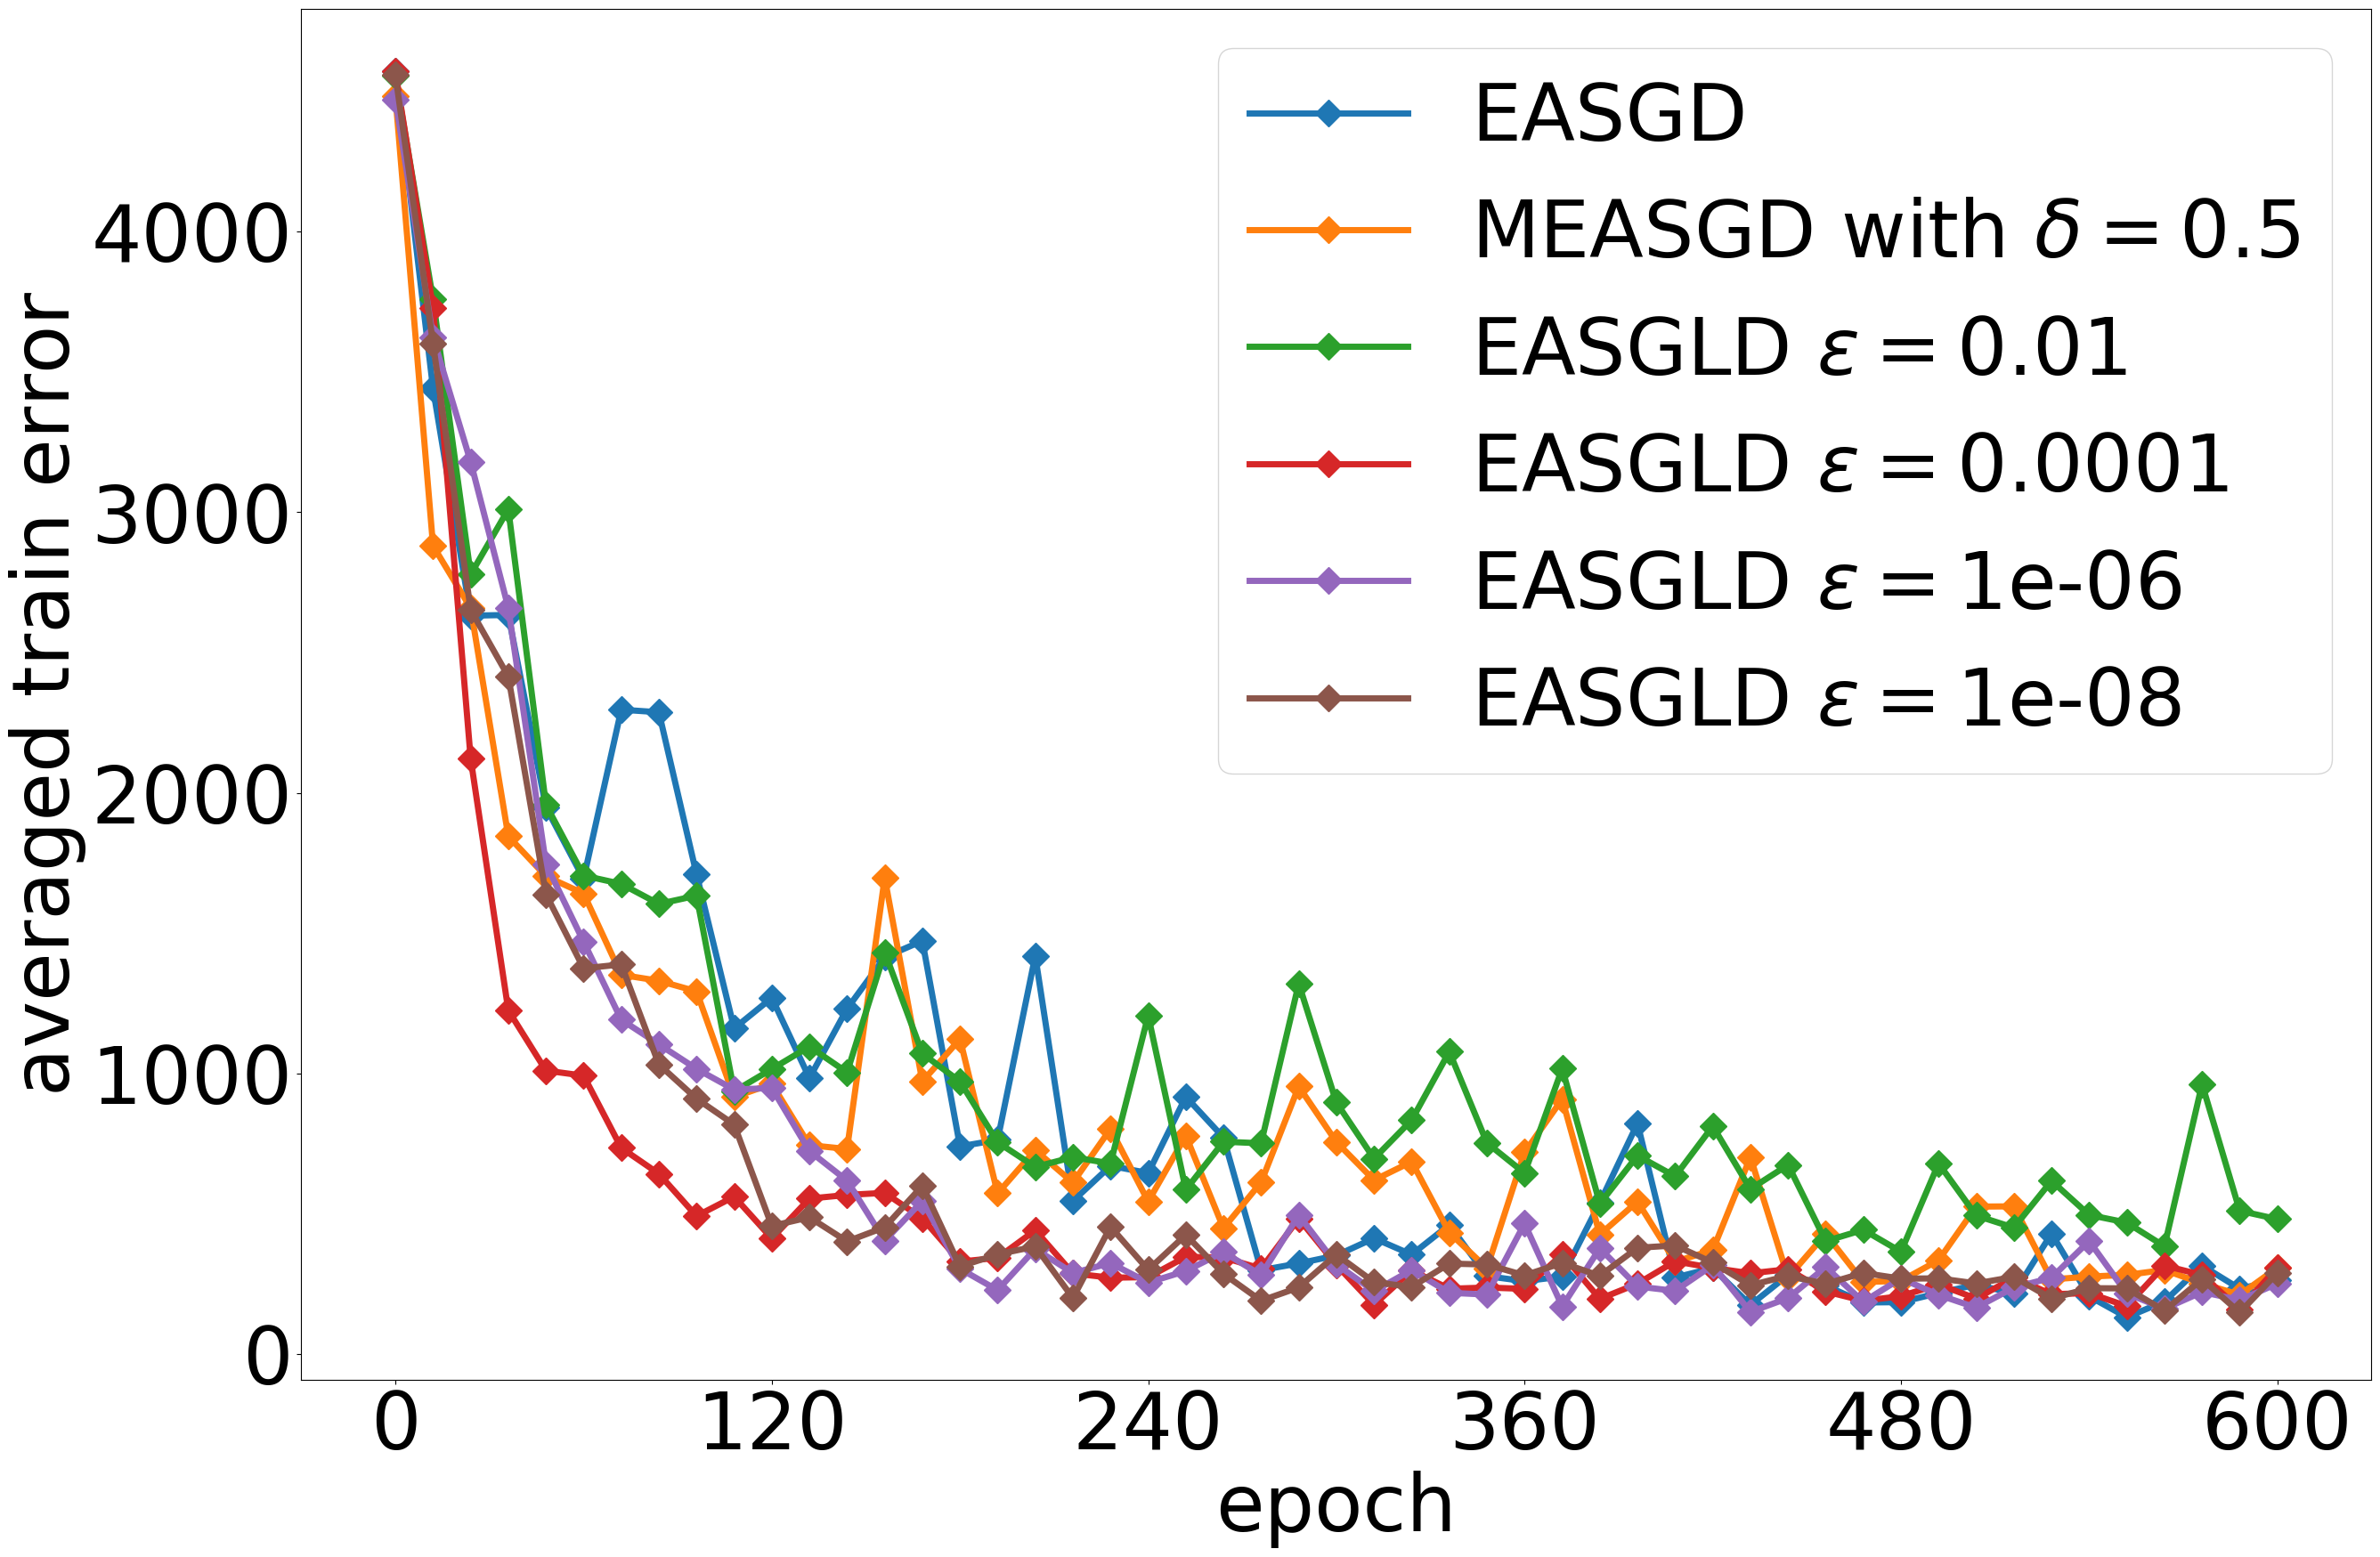 averaged train error
4000
3000
2000
1000
0
0 120 240 360 480 600
epoch
EASGD
MEASGD with δ = 0.5
EASGLD ε = 0.01
EASGLD ε = 0.0001
EASGLD ε = 1e-06
EASGLD ε = 1e-08